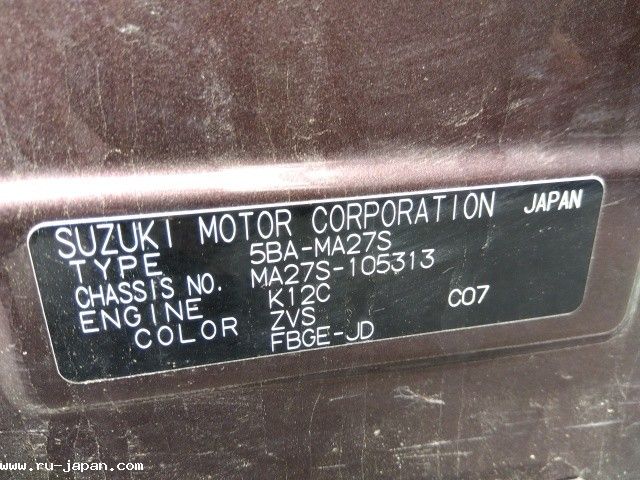 SUZUKI MOTOR CORPORATION JAPAN
TYPE 5BA-MA27S
CHASSIS NO. MA27S-105313
ENGINE K12C C07
COLOR ZVS
FBGE-JD
www.ru-japan.com